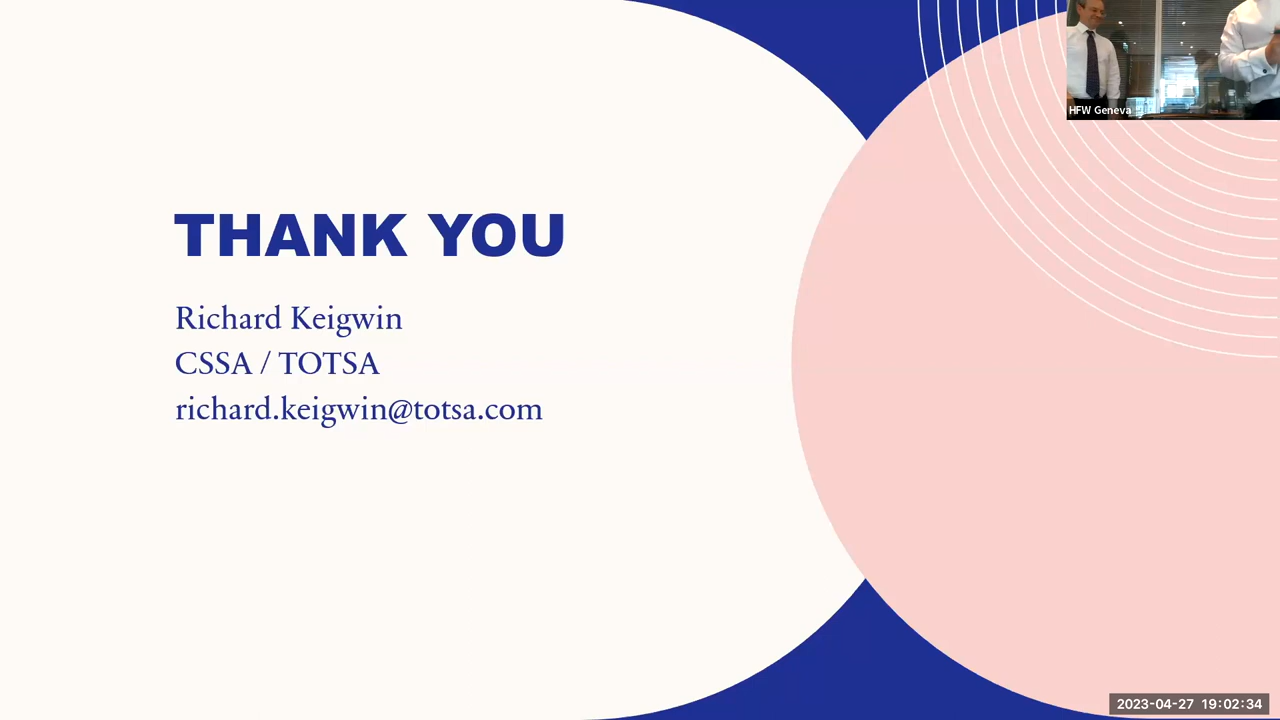 HFW Geneva
THANK YOU
Richard Keigwin
CSSA / TOTSA
richard.keigwin@totsa.com
2023-04-27 19:02:34